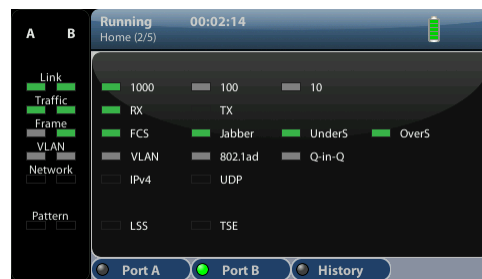 A B
Running 00:02:14
Home (2/5)
Link
1000 100 10
Traffic
RX TX
Frame
FCS Jabber UnderS OverS
VLAN
VLAN 802.1ad Q-in-Q
Network
IPv4 UDP
Pattern
LSS TSE
Port A Port B History